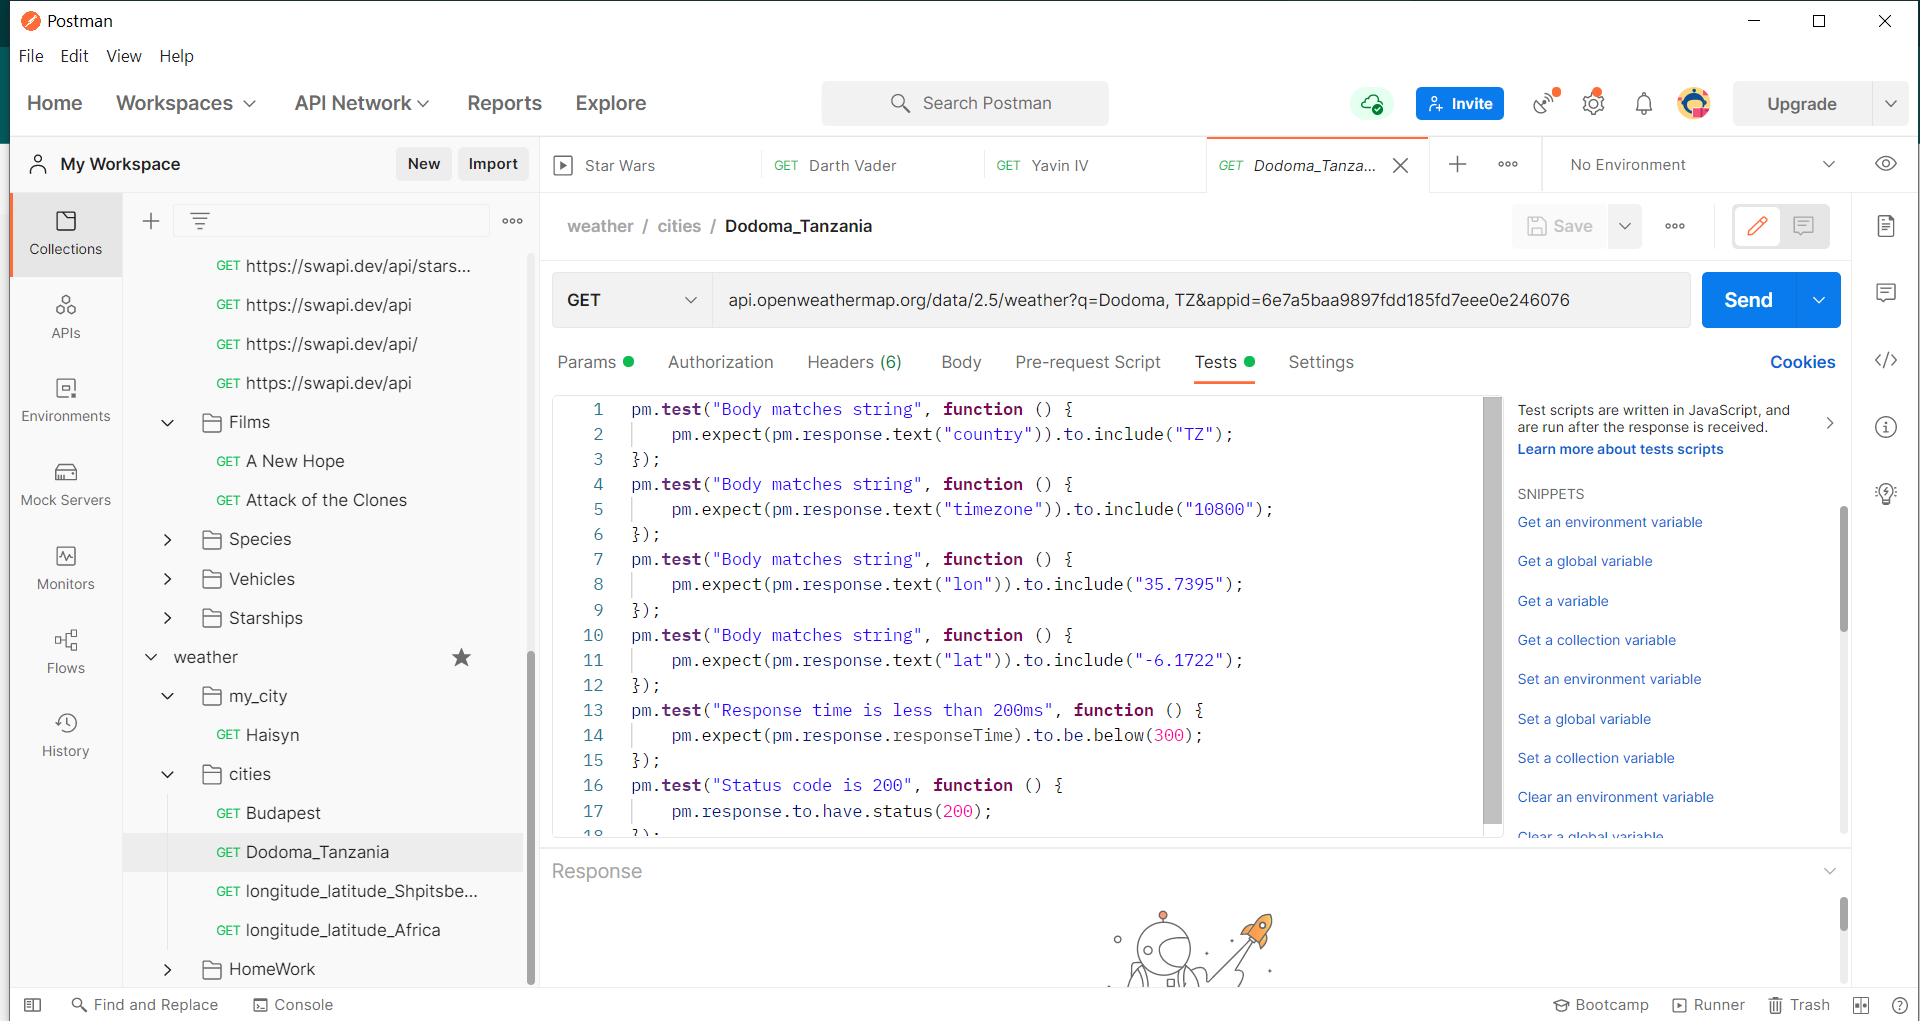 Postman
File Edit View Help
Home Workspaces API Network Reports Explore Search Postman Invite Upgrade
My Workspace New Import
Star Wars GET Darth Vader GET Yavin IV GET Dodoma_Tanza... No Environment
Collections
APIs
Environments
Mock Servers
Monitors
Flows
History
GET https://swapi.dev/api/stars...
GET https://swapi.dev/api
GET https://swapi.dev/api/
GET https://swapi.dev/api
Films
GET A New Hope
GET Attack of the Clones
Species
Vehicles
Starships
weather
my_city
GET Haisyn
cities
GET Budapest
GET Dodoma_Tanzania
GET longitude_latitude_Shpitsbe...
GET longitude_latitude_Africa
HomeWork
weather / cities / Dodoma_Tanzania Save
GET api.openweathermap.org/data/2.5/weather?q=Dodoma, TZ&appid=6e7a5baa9897fdd185fd7eee0e246076 Send
Params Authorization Headers (6) Body Pre-request Script Tests Settings Cookies
1 pm.test("Body matches string", function () {
2 pm.expect(pm.response.text("country")).to.include("TZ");
3 });
4 pm.test("Body matches string", function () {
5 pm.expect(pm.response.text("timezone")).to.include("10800");
6 });
7 pm.test("Body matches string", function () {
8 pm.expect(pm.response.text("lon")).to.include("35.7395");
9 });
10 pm.test("Body matches string", function () {
11 pm.expect(pm.response.text("lat")).to.include("-6.1722");
12 });
13 pm.test("Response time is less than 200ms", function () {
14 pm.expect(pm.response.responseTime).to.be.below(300);
15 });
16 pm.test("Status code is 200", function () {
17 pm.response.to.have.status(200);
18 });
Test scripts are written in JavaScript, and
are run after the response is received.
Learn more about tests scripts
SNIPPETS
Get an environment variable
Get a global variable
Get a variable
Get a collection variable
Set an environment variable
Set a global variable
Set a collection variable
Clear an environment variable
Clear a global variable
Response
Find and Replace Console Bootcamp Runner Trash